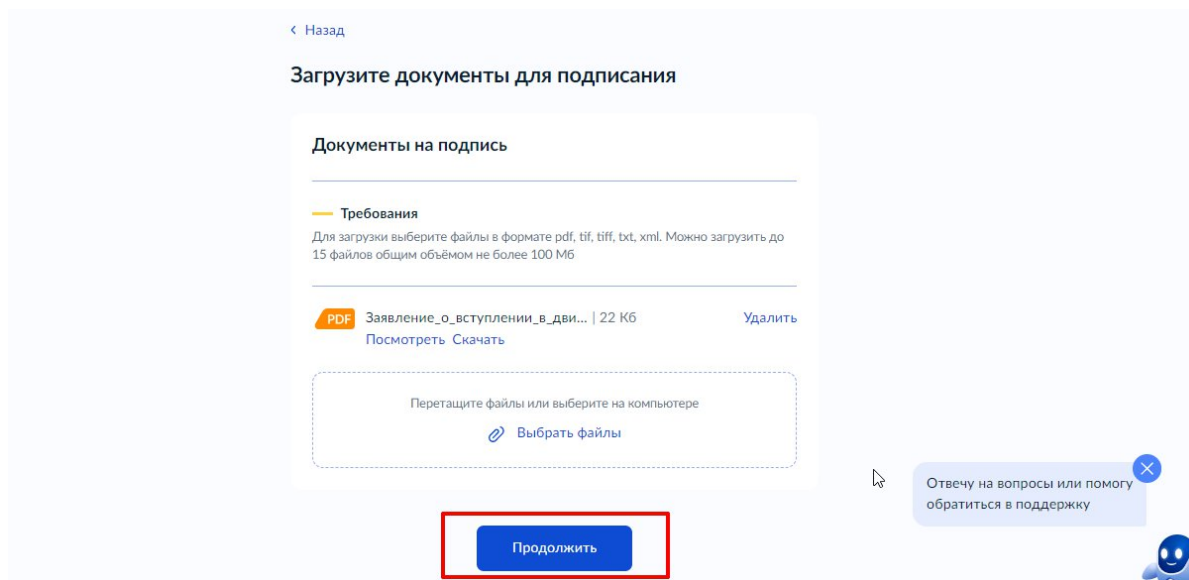 Назад
Загрузите документы для подписания
Документы на подпись
Требования
Для загрузки выберите файлы в формате pdf, tif, tiff, txt, xml. Можно загрузить до
15 файлов общим объёмом не более 100 Мб
PDF Заявление_о_вступлении_в_дви... | 22 Кб Удалить
Посмотреть Скачать
Перетащите файлы или выберите на компьютере
Выбрать файлы
Отвечу на вопросы или помогу
обратиться в поддержку
Продолжить